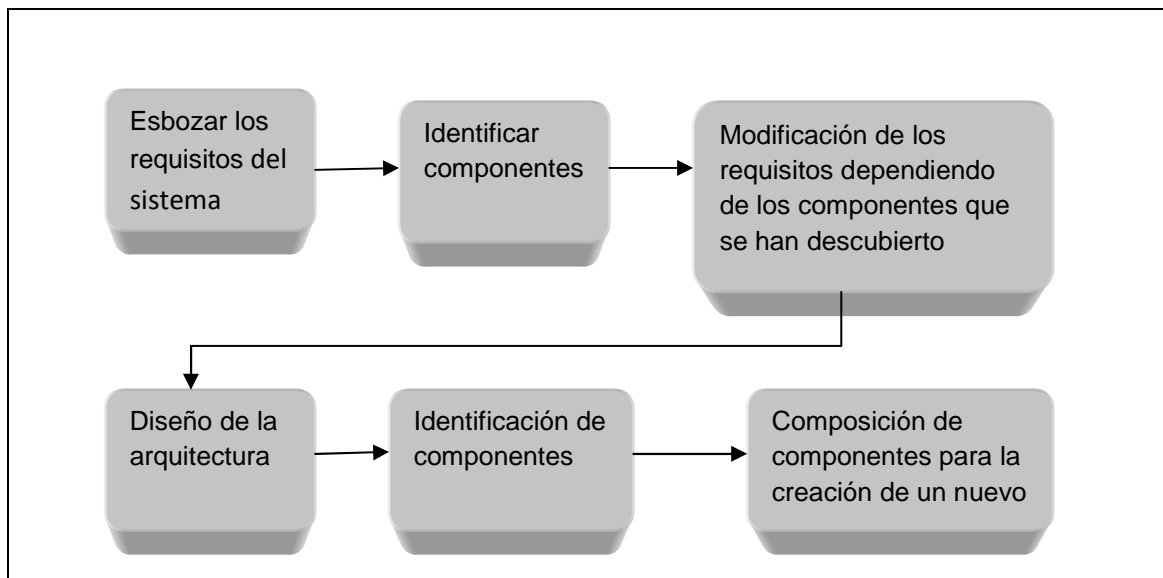 Esbozar los
requisitos del
sistema
Identificar
componentes
Modificación de los
requisitos dependiendo
de los componentes que
se han descubierto
Diseño de la
arquitectura
Identificación de
componentes
Composición de
componentes para la
creación de un nuevo